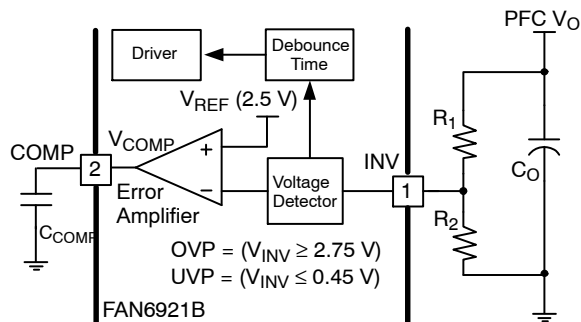 PFC V_O
Driver
Debounce
Time
V_REF (2.5 V)
V_COMP
COMP
2
+
−
Error
Amplifier
C_COMP
Voltage
Detector
INV
1
R_1
R_2
C_O
OVP = (V_INV ≥ 2.75 V)
UVP = (V_INV ≤ 0.45 V)
FAN6921B